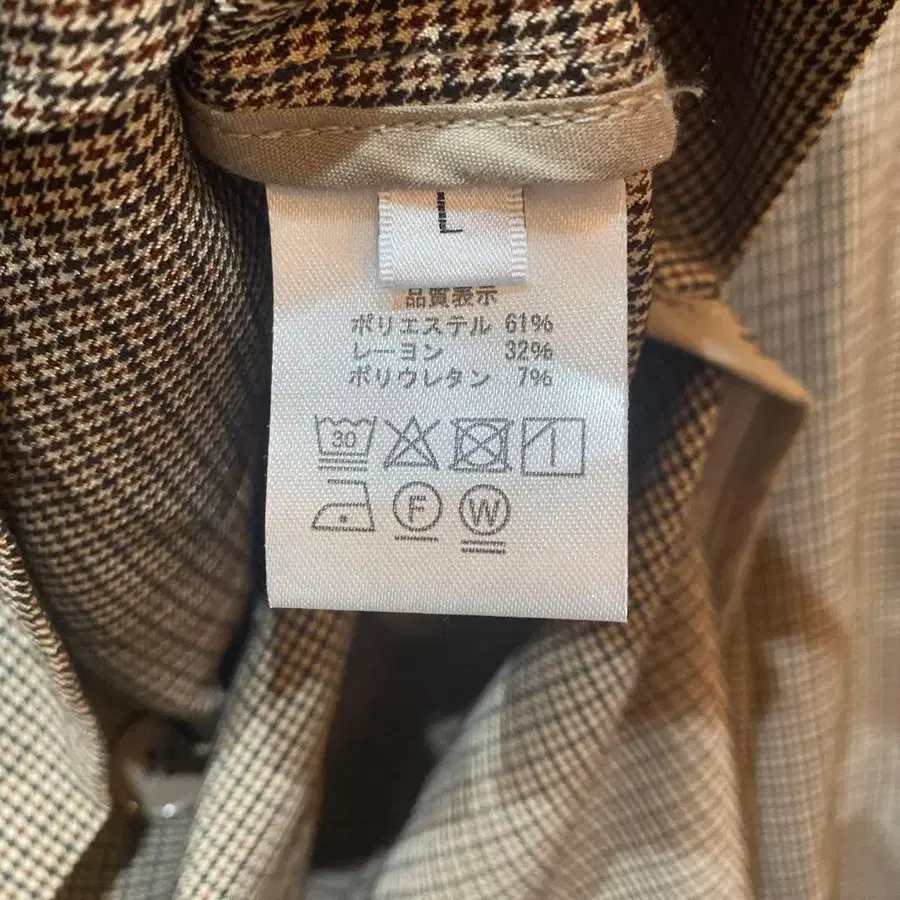 L
品質表示
ポリエステル 61%
レーヨン 32%
ポリウレタン 7%
30
F W